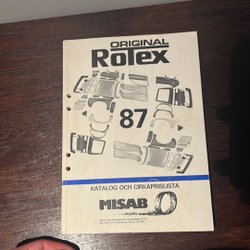 ORIGINAL
ROTEX
87
KATALOG OCH CIRKAPRISLISTA
MISAB